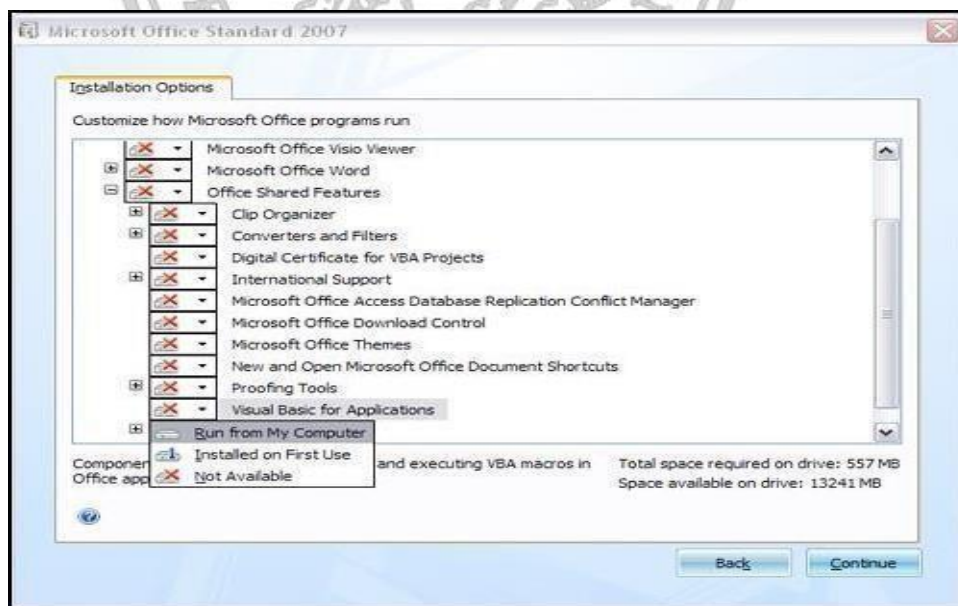 Microsoft Office Standard 2007
Installation Options
Customize how Microsoft Office programs run
Microsoft Office Visio Viewer
Microsoft Office Word
Office Shared Features
Clip Organizer
Converters and Filters
Digital Certificate for VBA Projects
International Support
Microsoft Office Access Database Replication Conflict Manager
Microsoft Office Download Control
Microsoft Office Themes
New and Open Microsoft Office Document Shortcuts
Proofing Tools
Visual Basic for Applications
Run from My Computer
Installed on First Use
Not Available
Componen and executing VBA macros in
Office app
Total space required on drive: 557 MB
Space available on drive: 13241 MB
Back
Continue